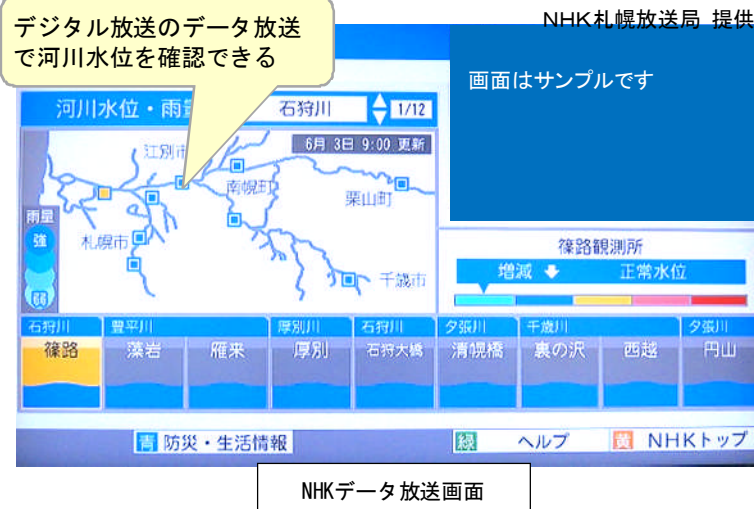 デジタル放送のデータ放送
で河川水位を確認できる
NHK札幌放送局 提供
画面はサンプルです
河川水位・雨
石狩川
1/12
6月 3日 9:00 更新
江別市
南幌町
栗山町
札幌市
千歳市
雨量
強
弱
篠路観測所
増減
正常水位
石狩川 豊平川 厚別川 石狩川 夕張川 千歳川 夕張川
篠路 藻岩 雁来 厚別 石狩大橋 清幌橋 裏の沢 西越 円山
青 防災・生活情報 緑 ヘルプ 黄 NHKトップ
NHKデータ放送画面